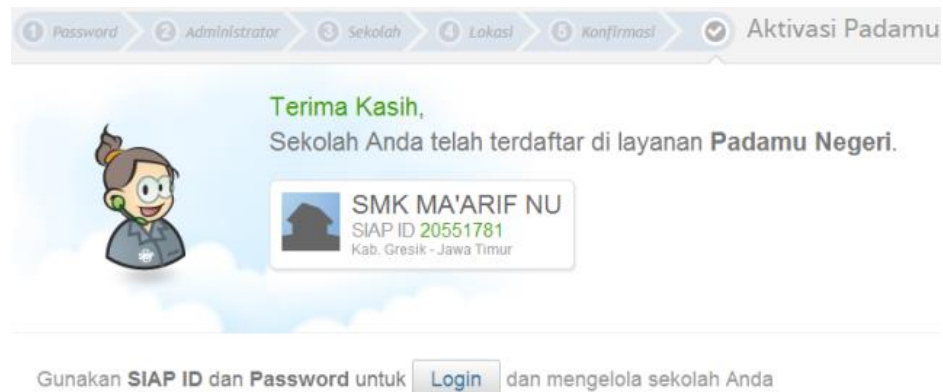 1 Password 2 Administrator 3 Sekolah 4 Lokasi 5 Konfirmasi Aktivasi Padamu
Terima Kasih,
Sekolah Anda telah terdaftar di layanan Padamu Negeri.
SMK MA'ARIF NU
SIAP ID 20551781
Kab. Gresik - Jawa Timur
Gunakan SIAP ID dan Password untuk Login dan mengelola sekolah Anda